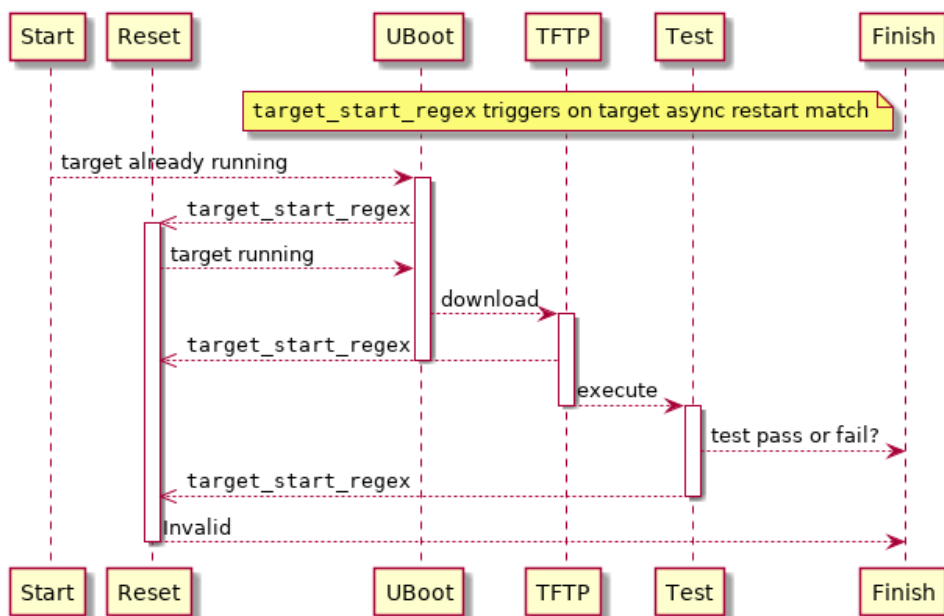 Start Reset UBoot TFTP Test Finish
target_start_regex triggers on target async restart match
target already running
target_start_regex
target running
download
target_start_regex
execute
test pass or fail?
target_start_regex
Invalid
Start Reset UBoot TFTP Test Finish